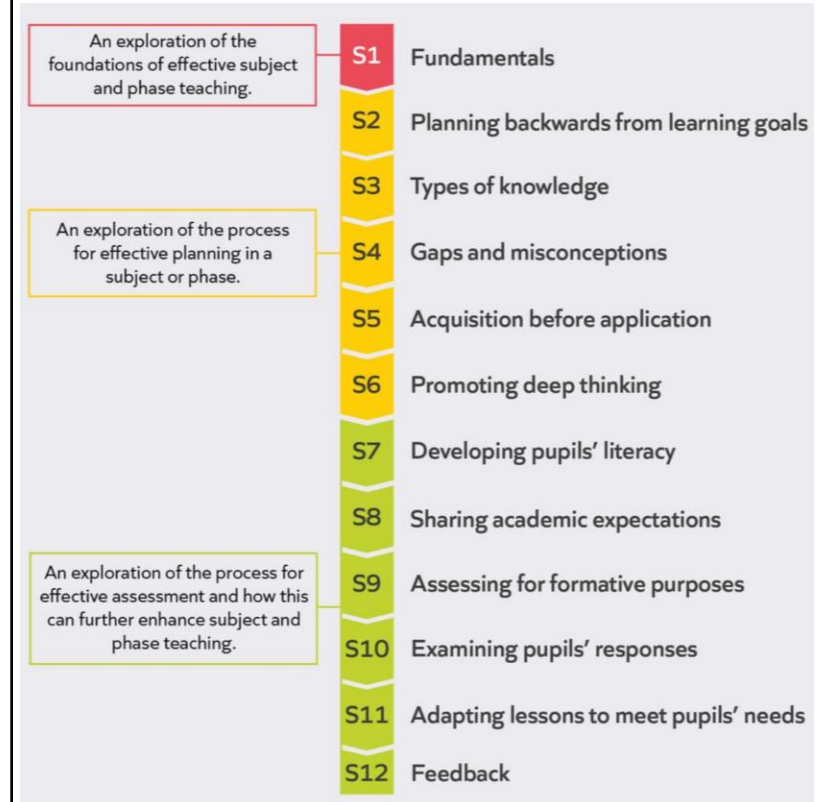 An exploration of the
foundations of effective subject
and phase teaching.
S1 Fundamentals
S2 Planning backwards from learning goals
S3 Types of knowledge
An exploration of the process
for effective planning in a
subject or phase.
S4 Gaps and misconceptions
S5 Acquisition before application
S6 Promoting deep thinking
S7 Developing pupils’ literacy
S8 Sharing academic expectations
An exploration of the process for
effective assessment and how this
can further enhance subject and
phase teaching.
S9 Assessing for formative purposes
S10 Examining pupils’ responses
S11 Adapting lessons to meet pupils’ needs
S12 Feedback